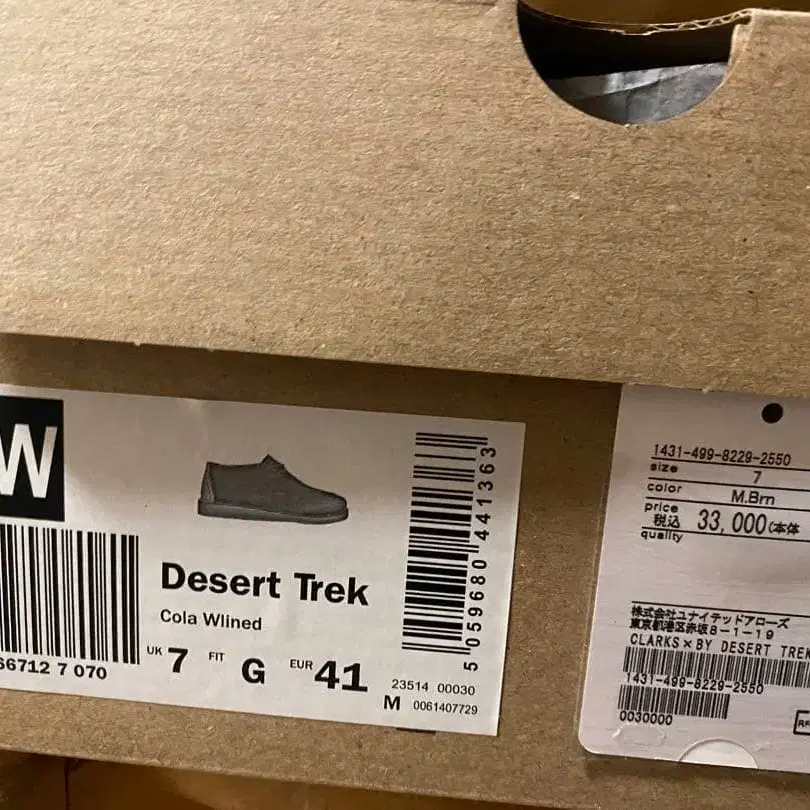 W
66712 7 070
Desert Trek
Cola Wlined
UK 7 FIT G EUR 41
5 059680 441363
23514 00030
M 0061407729
1431-499-8229-2550
size 7
color M.Brn
price
税込 33,000(本体
quality
株式会社ユナイテッドアローズ
東京都港区赤坂8-1-19
CLARKS×BY DESERT TREK
1431-499-8229-2550
0030000